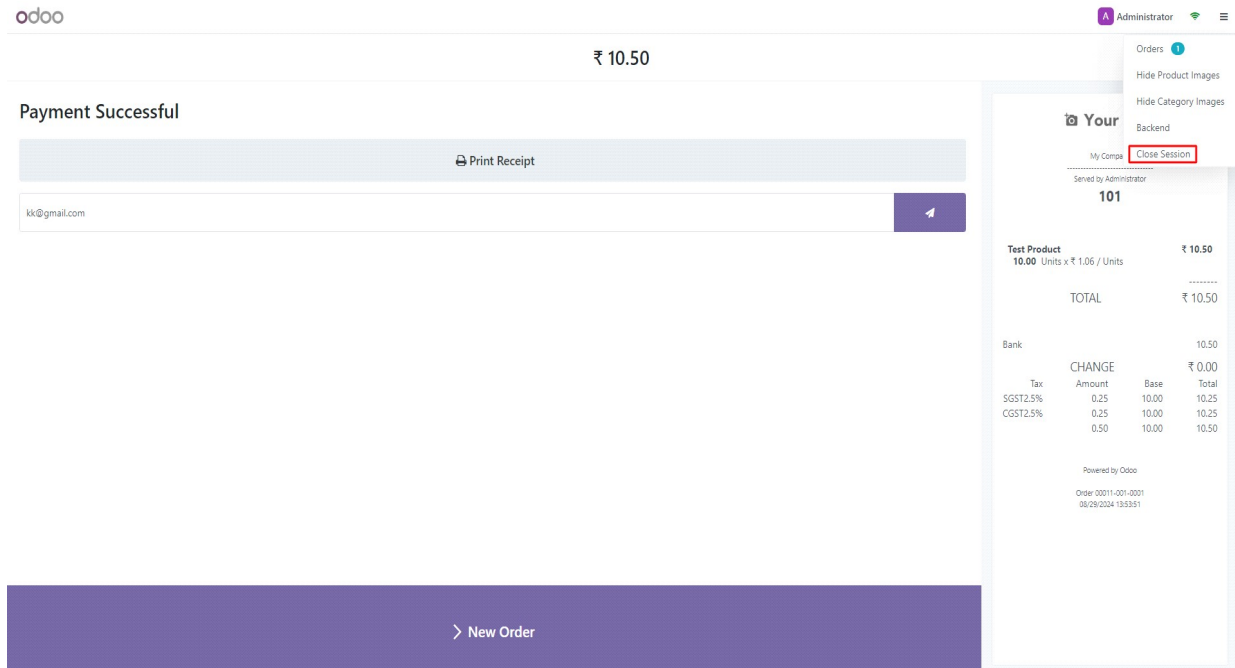 odoo
A Administrator
₹ 10.50
Orders 1
Hide Product Images
Hide Category Images
Backend
Close Session
Payment Successful
Print Receipt
kk@gmail.com
New Order
Your
My Compa
Served by Administrator
101
Test Product ₹ 10.50
10.00 Units x ₹ 1.06 / Units
--------
TOTAL ₹ 10.50
Bank 10.50
CHANGE ₹ 0.00
Tax Amount Base Total
SGST2.5% 0.25 10.00 10.25
CGST2.5% 0.25 10.00 10.25
0.50 10.00 10.50
Powered by Odoo
Order 00011-001-0001
08/29/2024 13:53:51